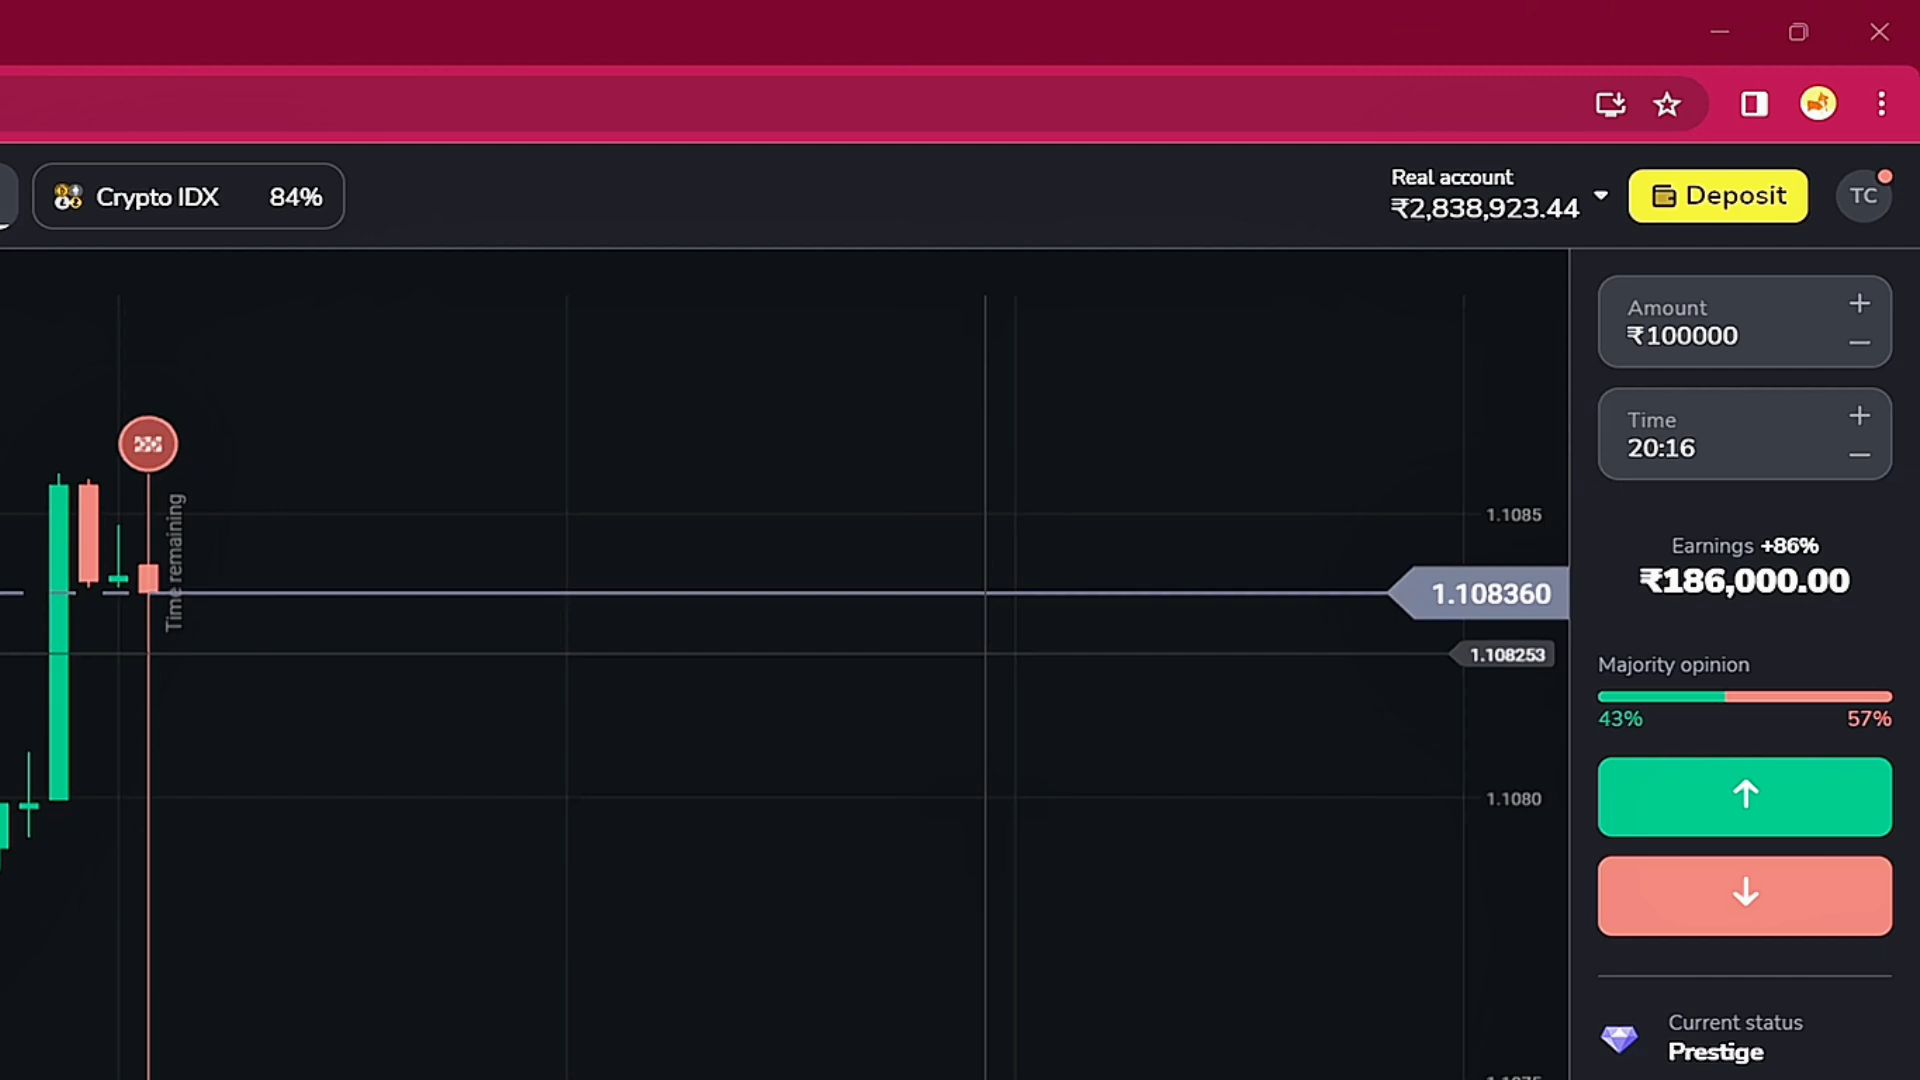 Crypto IDX 84%
Real account
₹2,838,923.44
Deposit
TC
Amount
₹100000
Time
20:16
Time remaining
1.1085
Earnings +86%
₹186,000.00
1.108360
1.108253
Majority opinion
43% 57%
1.1080
Current status
Prestige